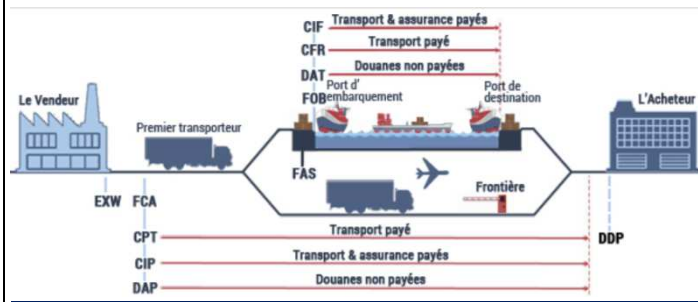 CIF Transport & assurance payés
CFR Transport payé
DAT Douanes non payées
FOB
Port d'
embarquement
Port de
destination
Le Vendeur
L'Acheteur
Premier transporteur
FAS
Frontière
EXW FCA
CPT Transport payé
DDP
CIP Transport & assurance payés
DAP Douanes non payées